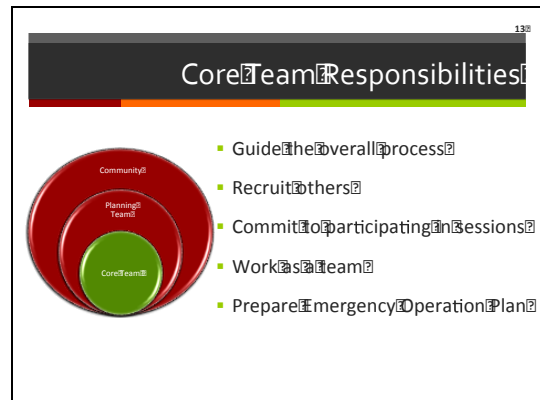 13
Core Team Responsibilities
Community
Planning
Team
Core Team
Guide the overall process
Recruit others
Commit to participating in sessions
Work as a team
Prepare Emergency Operation Plan